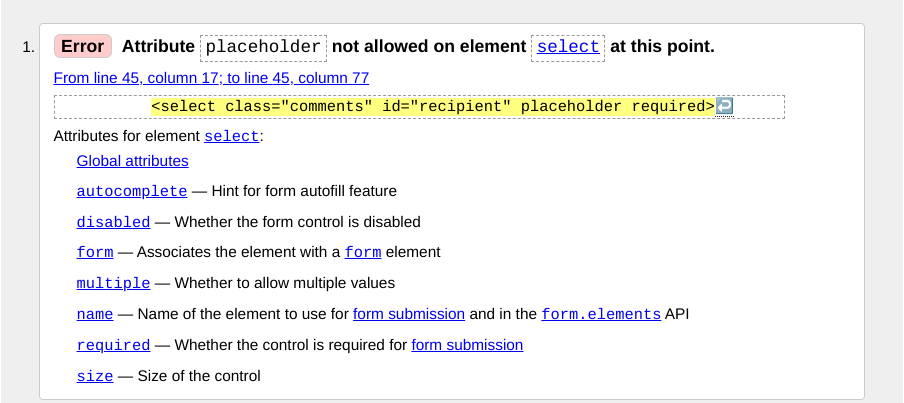 1. Error Attribute placeholder not allowed on element select at this point.
From line 45, column 17; to line 45, column 77
<select class="comments" id="recipient" placeholder required>↩
Attributes for element select:
Global attributes
autocomplete — Hint for form autofill feature
disabled — Whether the form control is disabled
form — Associates the element with a form element
multiple — Whether to allow multiple values
name — Name of the element to use for form submission and in the form.elements API
required — Whether the control is required for form submission
size — Size of the control